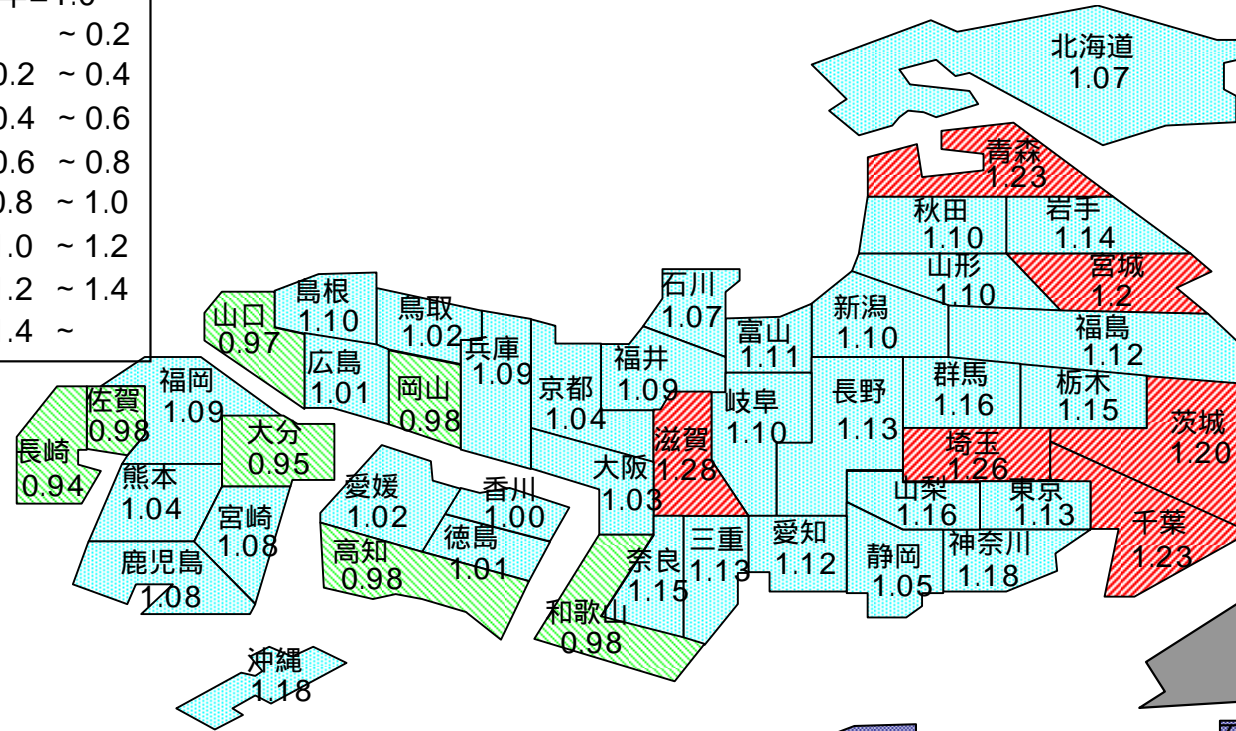 年=1.0
~ 0.2
0.2 ~ 0.4
0.4 ~ 0.6
0.6 ~ 0.8
0.8 ~ 1.0
1.0 ~ 1.2
1.2 ~ 1.4
1.4 ~
北海道
1.07
青森
1.23
秋田
1.10
岩手
1.14
山形
1.10
宮城
1.2
福島
1.12
石川
1.07
富山
1.11
新潟
1.10
島根
1.10
鳥取
1.02
山口
0.97
広島
1.01
岡山
0.98
兵庫
1.09
京都
1.04
福井
1.09
岐阜
1.10
長野
1.13
群馬
1.16
栃木
1.15
茨城
1.20
滋賀
1.28
埼玉
1.26
山梨
1.16
東京
1.13
千葉
1.23
福岡
1.09
佐賀
0.98
長崎
0.94
大分
0.95
熊本
1.04
宮崎
1.08
鹿児島
1.08
愛媛
1.02
香川
1.00
高知
0.98
徳島
1.01
大阪
1.03
奈良
1.15
三重
1.13
愛知
1.12
静岡
1.05
神奈川
1.18
和歌山
0.98
沖縄
1.18